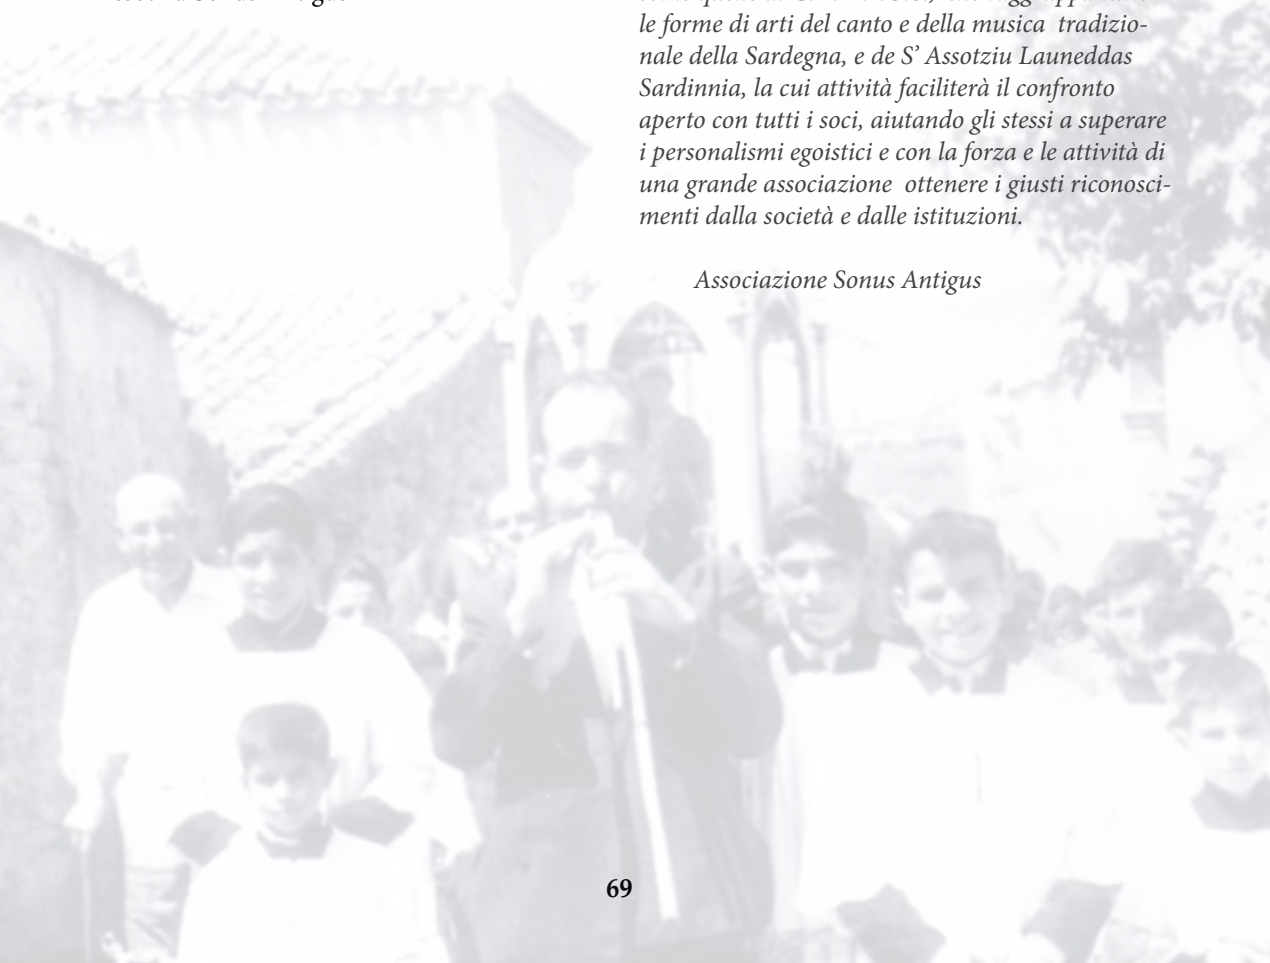 le forme di arti del canto e della musica  tradizio-
nale della Sardegna, e de S’ Assotziu Launeddas
Sardinnia, la cui attività faciliterà il confronto
aperto con tutti i soci, aiutando gli stessi a superare
i personalismi egoistici e con la forza e le attività di
una grande associazione  ottenere i giusti riconosci-
menti dalla società e dalle istituzioni.
Associazione Sonus Antigus
69